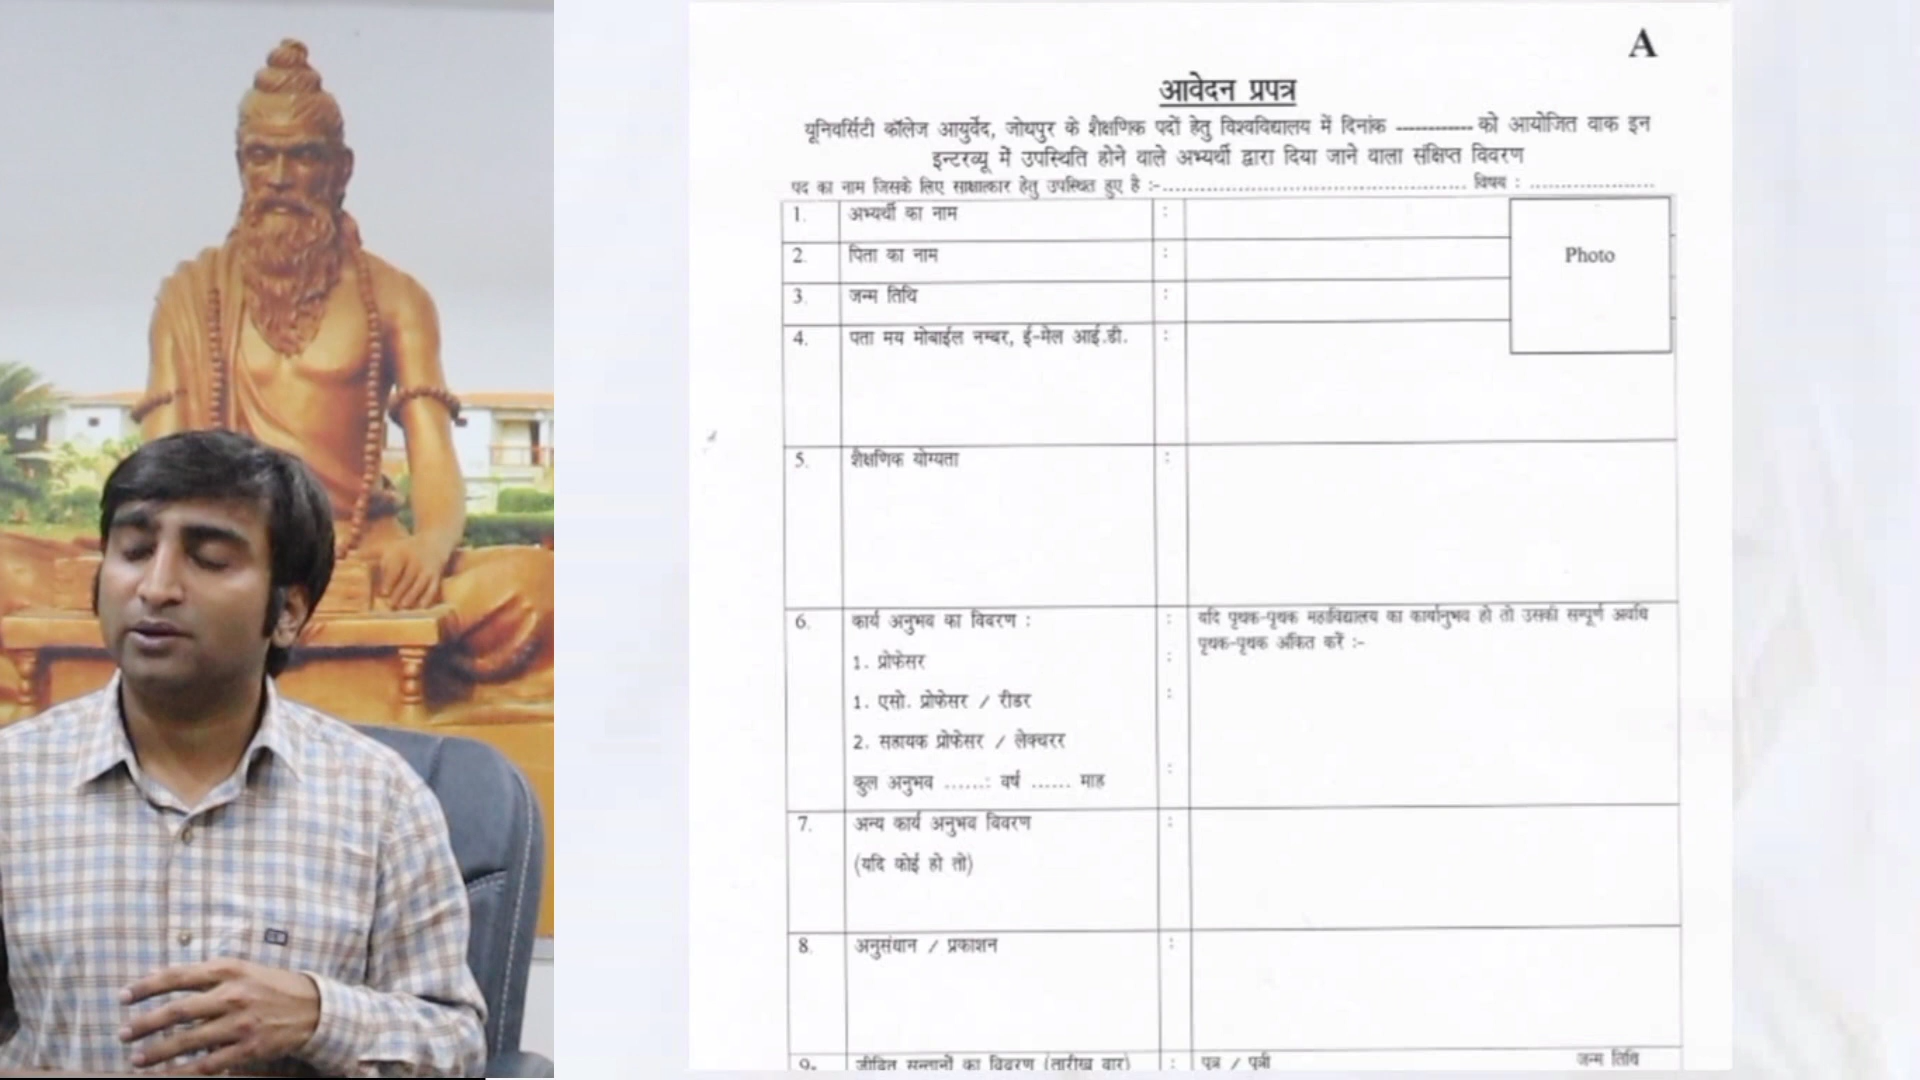 A
आवेदन प्रपत्र
यूनिवर्सिटी कॉलेज आयुर्वेद, जोधपुर के शैक्षणिक पदों हेतु विश्वविद्यालय में दिनांक ------------ को आयोजित वाक इन
इन्टरव्यू में उपस्थिति होने वाले अभ्यर्थी द्वारा दिया जाने वाला संक्षिप्त विवरण
पद का नाम जिसके लिए साक्षात्कार हेतु उपस्थित हुए है :-.................................................... विषय : .....................
1. अभ्यर्थी का नाम :
Photo
2. पिता का नाम :
3. जन्म तिथि :
4. पता मय मोबाईल नम्बर, ई-मेल आई.डी. :
5. शैक्षणिक योग्यता :
6. कार्य अनुभव का विवरण : : यदि पृथक-पृथक महाविद्यालय का कार्यानुभव हो तो उसकी सम्पूर्ण अवधि
पृथक-पृथक अंकित करें :-
1. प्रोफेसर :
1. एसो. प्रोफेसर / रीडर :
2. सहायक प्रोफेसर / लेक्चरर
कुल अनुभव ......: वर्ष ...... माह :
7. अन्य कार्य अनुभव विवरण :
(यदि कोई हो तो)
8. अनुसंधान / प्रकाशन :
9. जीवित सन्तानों का विवरण (तारीख वार) : पुत्र / पुत्री जन्म तिथि